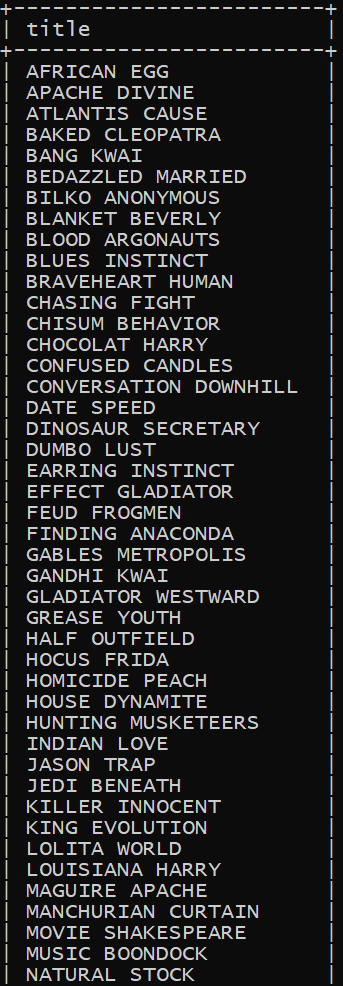 +------------------------+
| title                  |
+------------------------+
| AFRICAN EGG            |
| APACHE DIVINE          |
| ATLANTIS CAUSE         |
| BAKED CLEOPATRA        |
| BANG KWAI              |
| BEDAZZLED MARRIED      |
| BILKO ANONYMOUS        |
| BLANKET BEVERLY        |
| BLOOD ARGONAUTS        |
| BLUES INSTINCT         |
| BRAVEHEART HUMAN       |
| CHASING FIGHT          |
| CHISUM BEHAVIOR        |
| CHOCOLAT HARRY         |
| CONFUSED CANDLES       |
| CONVERSATION DOWNHILL  |
| DATE SPEED             |
| DINOSAUR SECRETARY     |
| DUMBO LUST             |
| EARRING INSTINCT       |
| EFFECT GLADIATOR       |
| FEUD FROGMEN           |
| FINDING ANACONDA       |
| GABLES METROPOLIS      |
| GANDHI KWAI            |
| GLADIATOR WESTWARD     |
| GREASE YOUTH           |
| HALF OUTFIELD          |
| HOCUS FRIDA            |
| HOMICIDE PEACH         |
| HOUSE DYNAMITE         |
| HUNTING MUSKETEERS     |
| INDIAN LOVE            |
| JASON TRAP             |
| JEDI BENEATH           |
| KILLER INNOCENT        |
| KING EVOLUTION         |
| LOLITA WORLD           |
| LOUISIANA HARRY        |
| MAGUIRE APACHE         |
| MANCHURIAN CURTAIN     |
| MOVIE SHAKESPEARE      |
| MUSIC BOONDOCK         |
| NATURAL STOCK          |